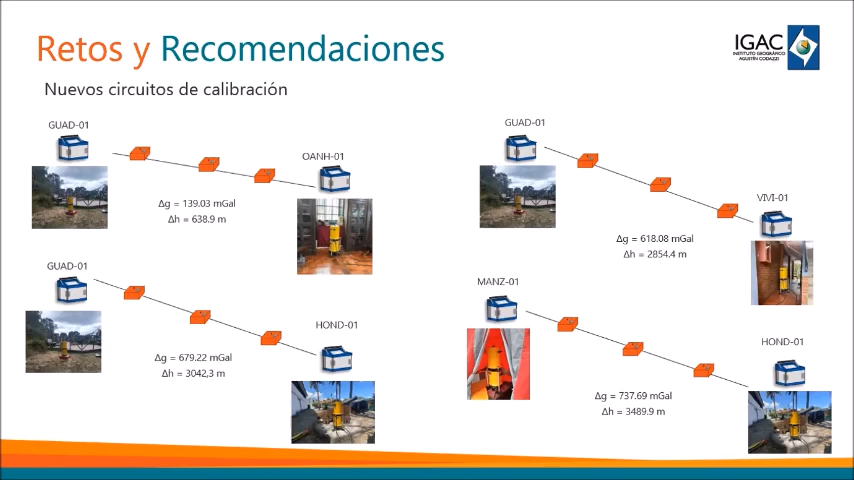 Retos y Recomendaciones
IGAC
INSTITUTO GEOGRÁFICO
AGUSTÍN CODAZZI
Nuevos circuitos de calibración
GUAD-01
OANH-01
Δg = 139.03 mGal
Δh = 638.9 m
GUAD-01
VIVI-01
Δg = 618.08 mGal
Δh = 2854.4 m
GUAD-01
HOND-01
Δg = 679.22 mGal
Δh = 3042,3 m
MANZ-01
HOND-01
Δg = 737.69 mGal
Δh = 3489.9 m